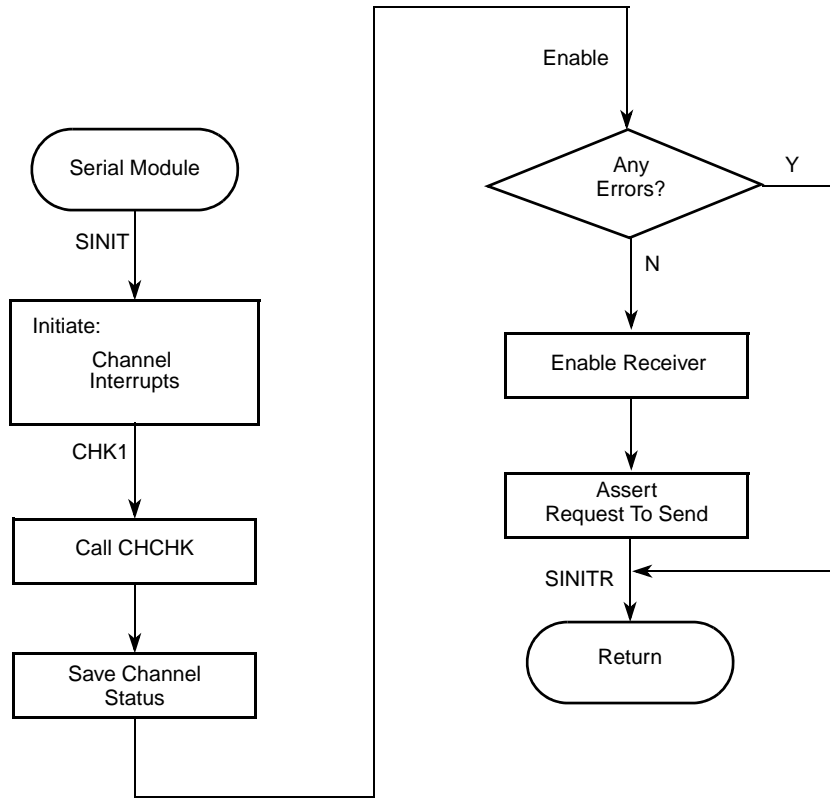 Serial Module
SINIT
Initiate:
Channel
Interrupts
CHK1
Call CHCHK
Save Channel
Status
Enable
Any
Errors?
Y
N
Enable Receiver
Assert
Request To Send
SINITR
Return